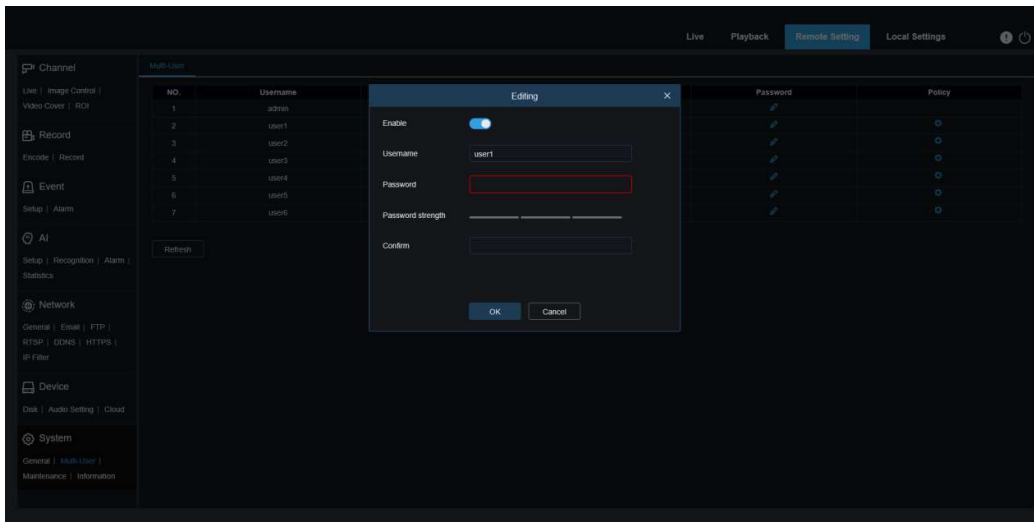 Live Playback Remote Setting Local Settings
Channel
Live | Image Control |
Video Cover | ROI
Record
Encode | Record
Event
Setup | Alarm
AI
Setup | Recognition | Alarm |
Statistics
Network
General | Email | FTP |
RTSP | DDNS | HTTPS |
IP Filter
Device
Disk | Audio Setting | Cloud
System
General | Multi-User |
Maintenance | Information
Multi-User
NO. Username Password Policy
1 admin
2 user1
3 user2
4 user3
5 user4
6 user5
7 user6
Refresh
Editing
Enable
Username user1
Password
Password strength
Confirm
OK Cancel